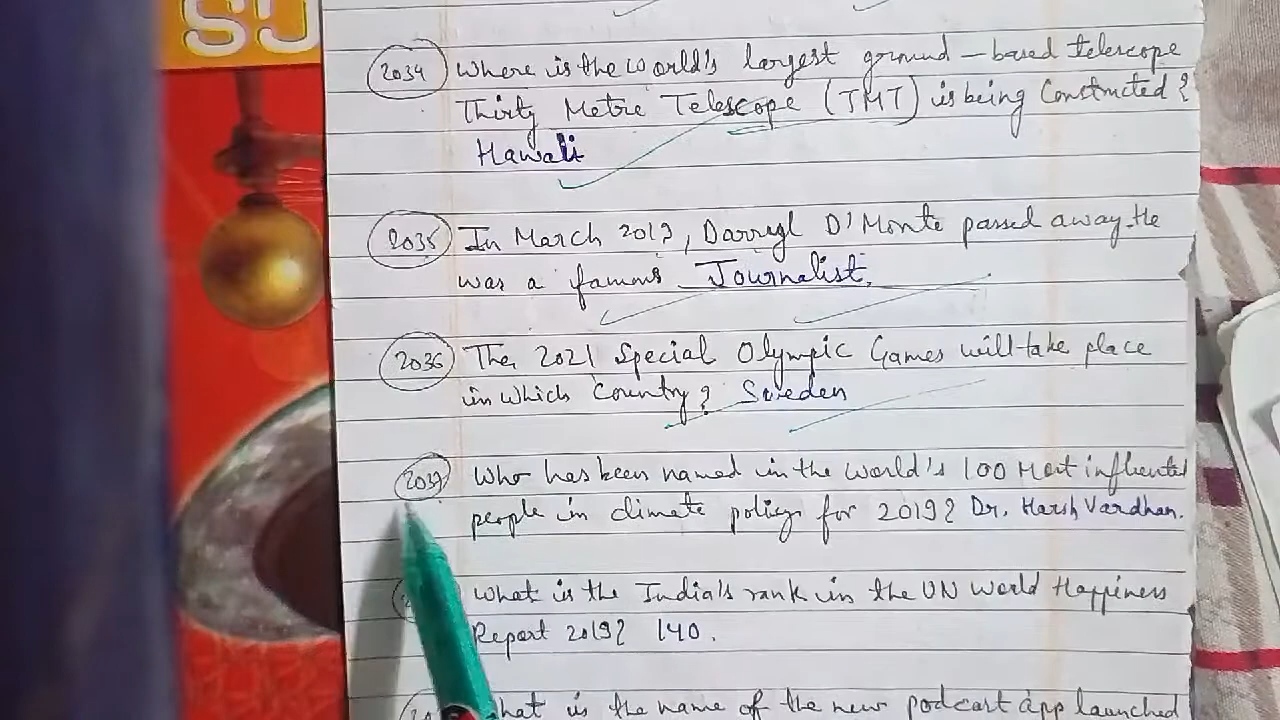 SJ
2034 Where is the world's largest ground-based telescope
Thirty Metre Telescope (TMT) is being Constructed?
Hawaii
2035 In March 2019, Darryl D'Monte passed away. He
was a famous Journalist.
2036 The 2021 Special Olympic Games will take place
in which Country? Sweden
2037 Who has been named in the world's 100 Most influential
people in climate policy for 2019? Dr. Harsh Vardhan.
What is the India's rank in the UN World Happiness
Report 2019? 140.
What is the name of the new podcast app launched